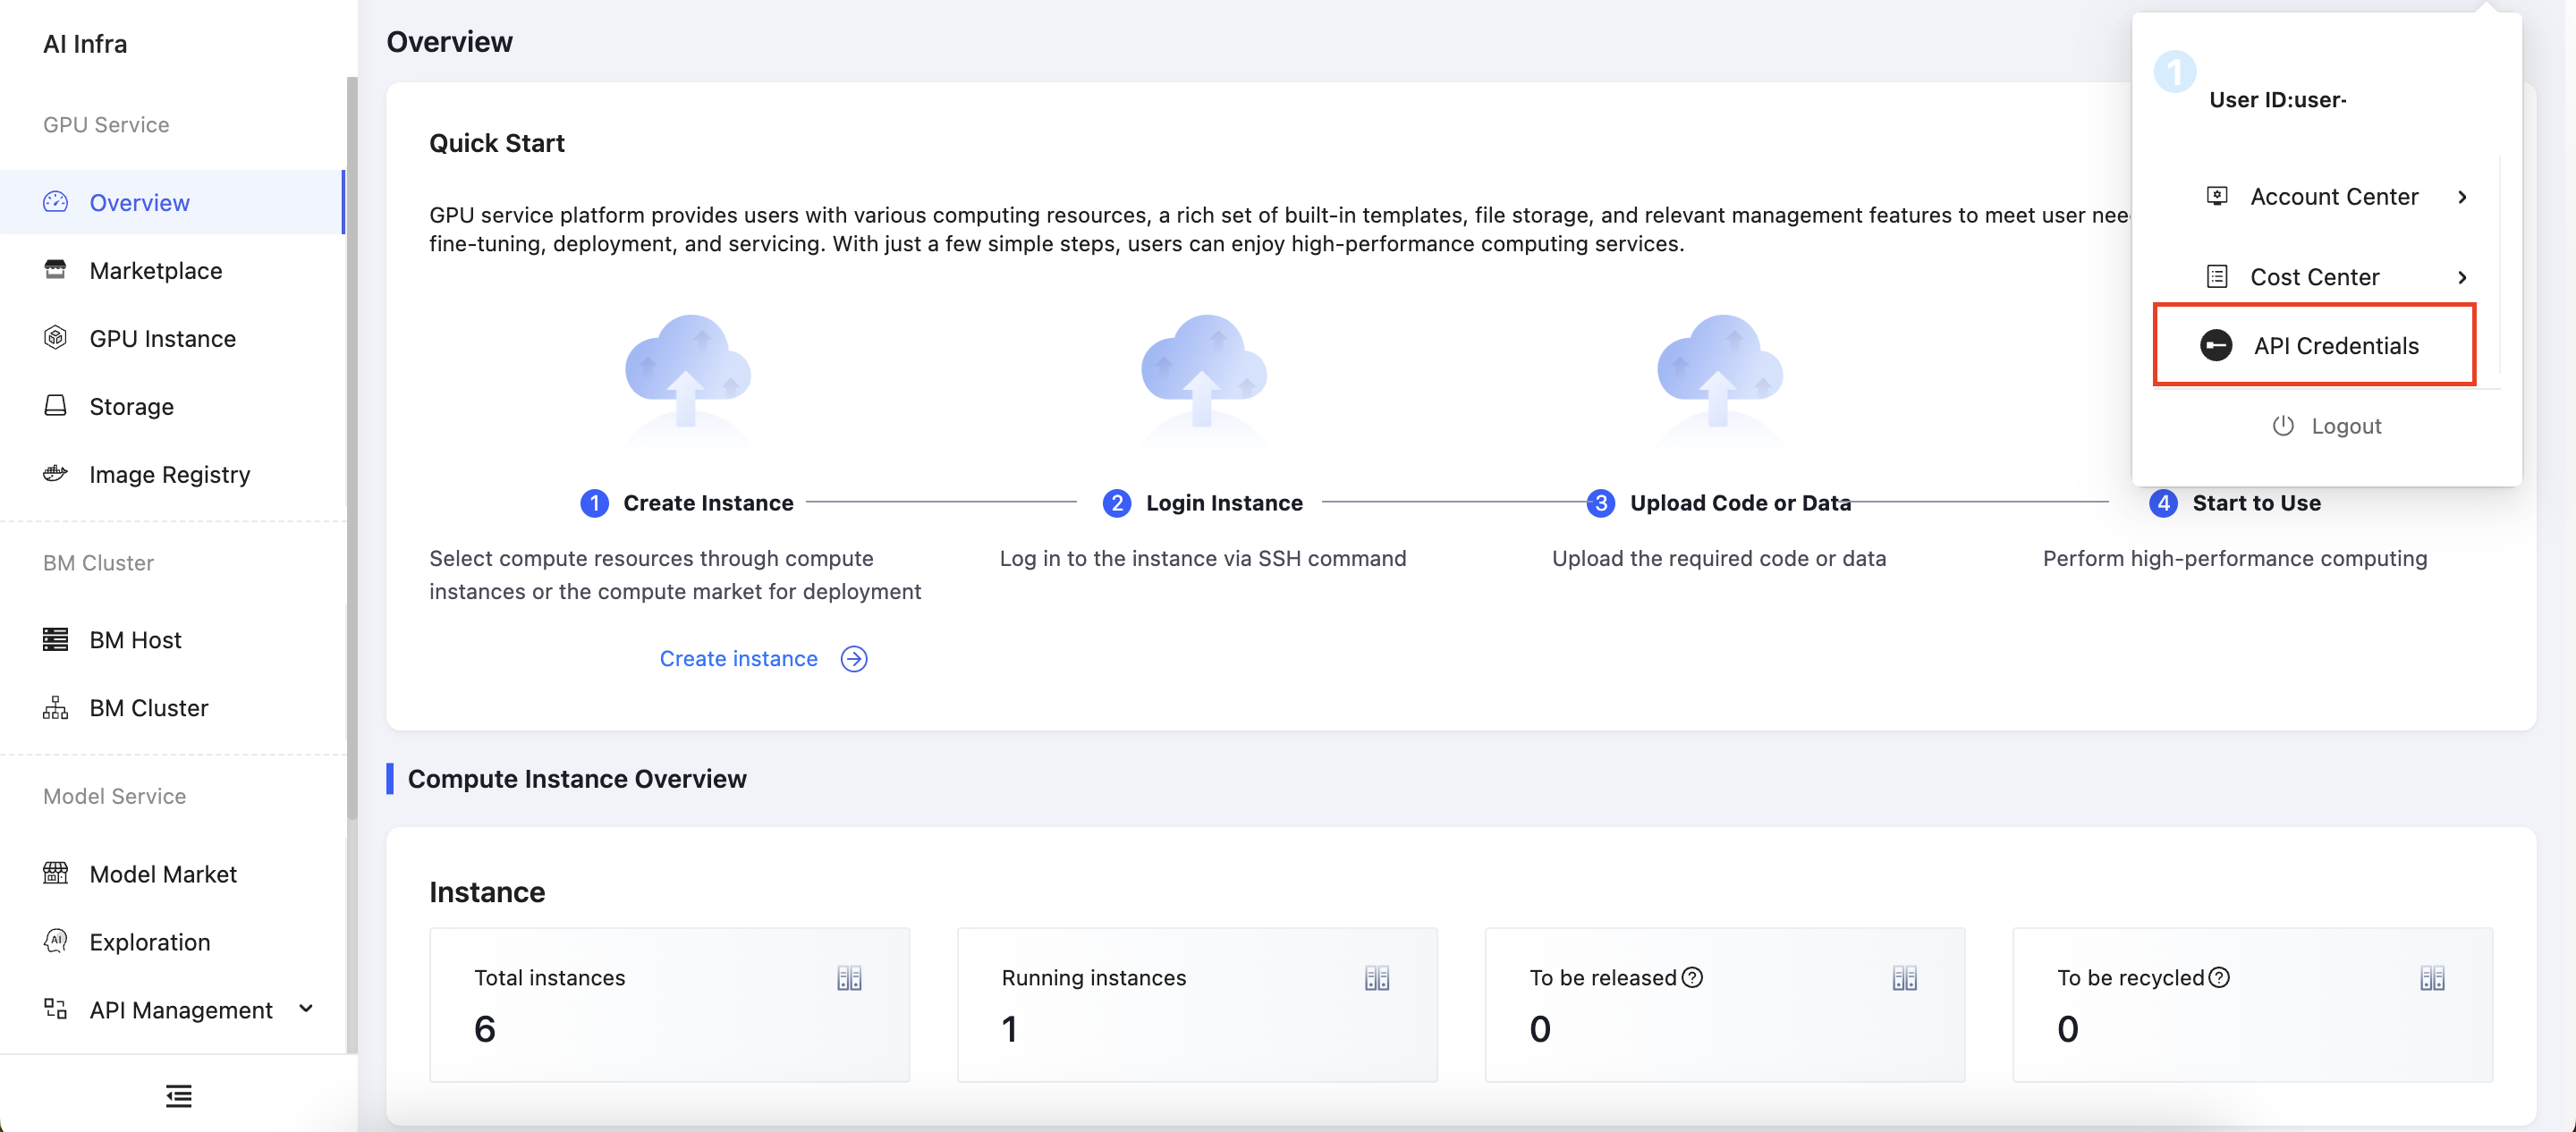 AI Infra
GPU Service
Overview
Marketplace
GPU Instance
Storage
Image Registry
BM Cluster
BM Host
BM Cluster
Model Service
Model Market
Exploration
API Management
Overview
Quick Start
GPU service platform provides users with various computing resources, a rich set of built-in templates, file storage, and relevant management features to meet user
fine-tuning, deployment, and servicing. With just a few simple steps, users can enjoy high-performance computing services.
1 Create Instance
Select compute resources through compute
instances or the compute market for deployment
Create instance
2 Login Instance
Log in to the instance via SSH command
3 Upload Code or Data
Upload the required code or data
4 Start to Use
Perform high-performance computing
1
User ID:user-
Account Center
Cost Center
API Credentials
Logout
Compute Instance Overview
Instance
Total instances
6
Running instances
1
To be released
0
To be recycled
0